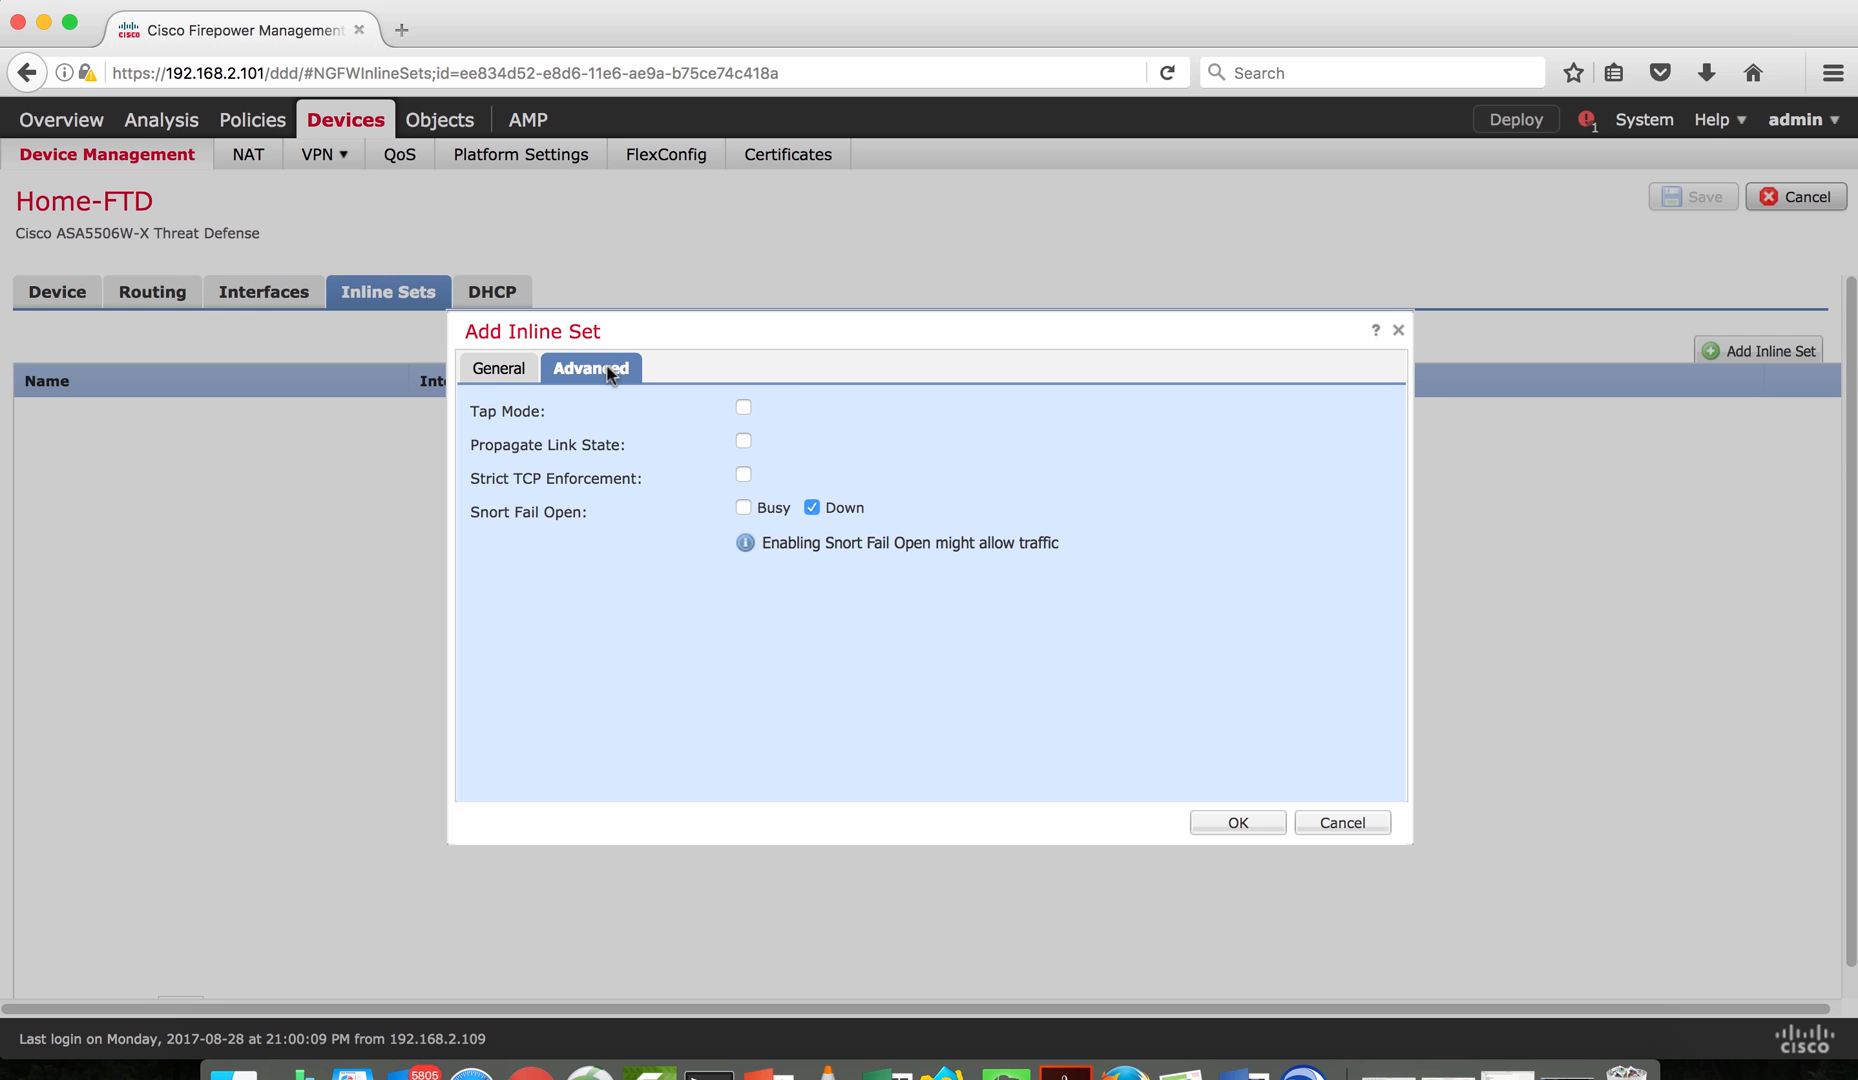 Cisco Firepower Management
https://192.168.2.101/ddd/#NGFWInlineSets;id=ee834d52-e8d6-11e6-ae9a-b75ce74c418a
Search
Overview Analysis Policies Devices Objects AMP Deploy 1 System Help admin
Device Management NAT VPN QoS Platform Settings FlexConfig Certificates
Home-FTD
Save Cancel
Cisco ASA5506W-X Threat Defense
Device Routing Interfaces Inline Sets DHCP
Add Inline Set
Add Inline Set
General Advanced
Name
Tap Mode:
Propagate Link State:
Strict TCP Enforcement:
Snort Fail Open: Busy Down
Enabling Snort Fail Open might allow traffic
OK Cancel
Last login on Monday, 2017-08-28 at 21:00:09 PM from 192.168.2.109
CISCO
5805